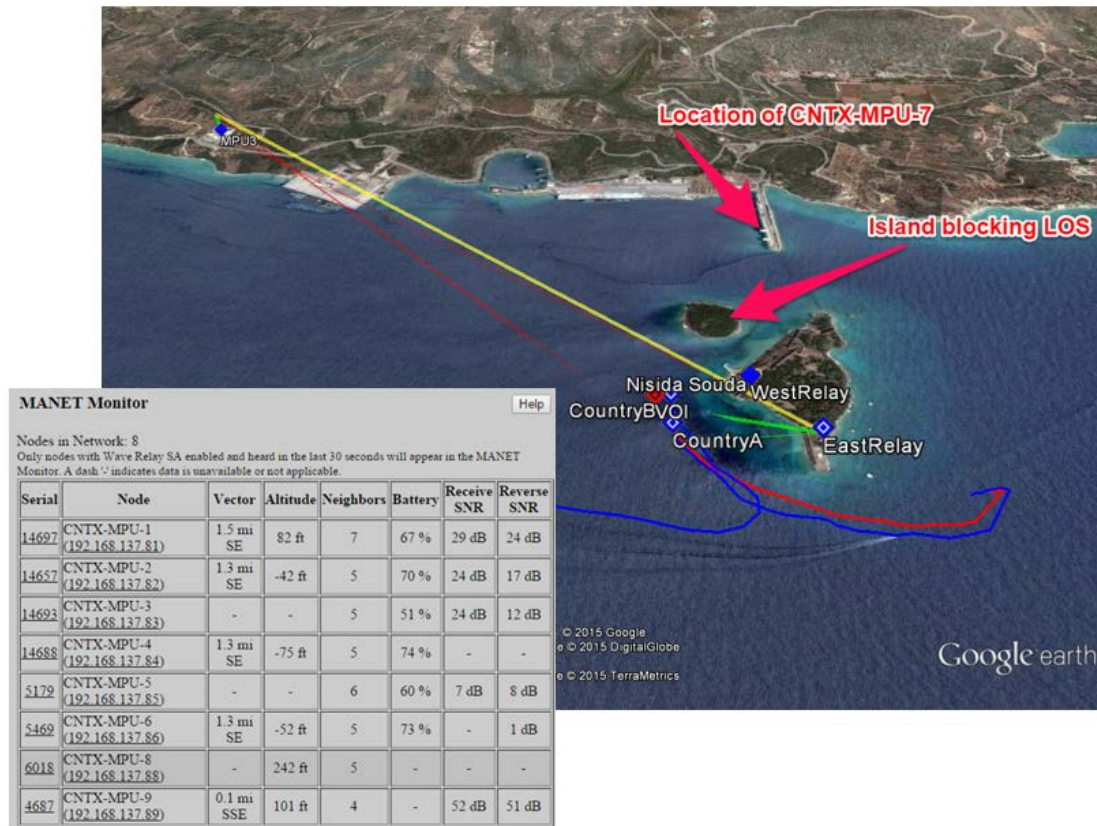 Location of CNTX-MPU-7
MPU3
Island blocking LOS
Nisida Souda
WestRelay
CountryBVOI
CountryA
EastRelay
© 2015 Google
e © 2015 DigitalGlobe
e © 2015 TerraMetrics
Google earth
MANET Monitor
Help
Nodes in Network: 8
Only nodes with Wave Relay SA enabled and heard in the last 30 seconds will appear in the MANET
Monitor. A dash '-' indicates data is unavailable or not applicable.
Serial Node Vector Altitude Neighbors Battery Receive SNR Reverse SNR
14697 CNTX-MPU-1 (192.168.137.81) 1.5 mi SE 82 ft 7 67 % 29 dB 24 dB
14657 CNTX-MPU-2 (192.168.137.82) 1.3 mi SE -42 ft 5 70 % 24 dB 17 dB
14693 CNTX-MPU-3 (192.168.137.83) - - 5 51 % 24 dB 12 dB
14688 CNTX-MPU-4 (192.168.137.84) 1.3 mi SE -75 ft 5 74 % - -
5179 CNTX-MPU-5 (192.168.137.85) - - 6 60 % 7 dB 8 dB
5469 CNTX-MPU-6 (192.168.137.86) 1.3 mi SE -52 ft 5 73 % - 1 dB
6018 CNTX-MPU-8 (192.168.137.88) - 242 ft 5 - - -
4687 CNTX-MPU-9 (192.168.137.89) 0.1 mi SSE 101 ft 4 - 52 dB 51 dB